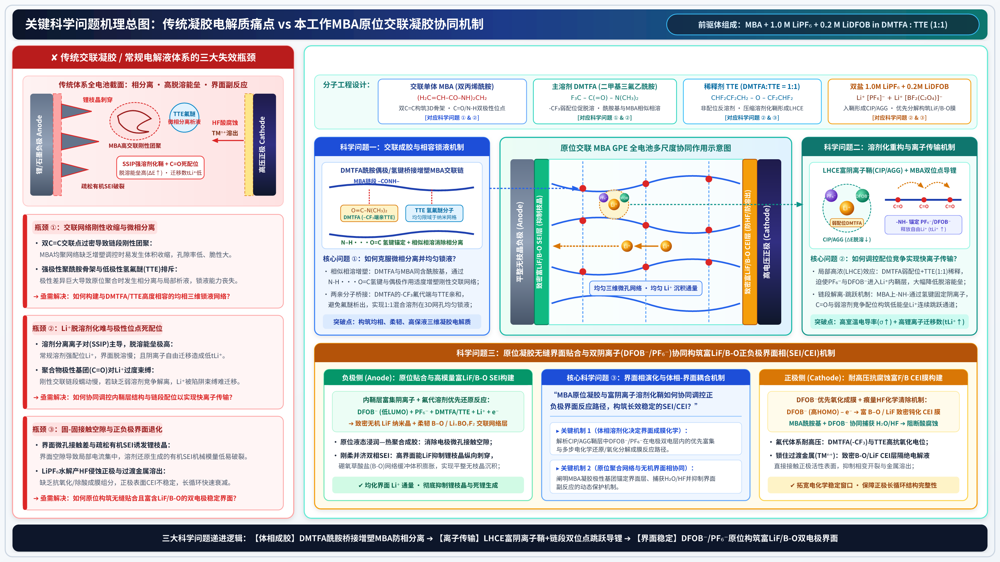 关键科学问题机理总图：传统凝胶电解质痛点 vs 本工作MBA原位交联凝胶协同机制
前驱体组成：MBA + 1.0 M LiPF₆ + 0.2 M LiDFOB in DMTFA : TTE (1:1)
✘ 传统交联凝胶 / 常规电解液体系的三大失效瓶颈
传统体系全电池截面：相分离 · 高脱溶能垒 · 界面副反应
锂/石墨负极 Anode
锂枝晶刺穿
MBA高交联刚性团聚
TTE氟醚
微相分离析液
HF酸腐蚀
TMⁿ⁺溶出
高压正极 Cathode
SSIP强溶剂化鞘 + C=O死配位
脱溶能垒高(ΔE↑) · 迁移数tLi⁺低
疏松有机SEI破裂
瓶颈 ①：交联网络刚性收缩与微相分离
• 双C=C交联点过密导致链段刚性团聚：
MBA均聚网络缺乏增塑调控时易发生体积收缩，孔隙率低、脆性大。
• 强极性聚酰胺骨架与低极性氢氟醚(TTE)排斥：
极性差异巨大导致原位聚合时发生相分离与局部析液，锁液能力丧失。
→ 亟需解决：如何构建与DMTFA/TTE高度相容的均相三维锁液网络？
瓶颈 ②：Li⁺脱溶剂化难与极性位点死配位
• 溶剂分离离子对(SSIP)主导，脱溶能垒极高：
常规溶剂强配位Li⁺，界面脱溶慢；且阴离子自由迁移造成低tLi⁺。
• 聚合物极性基团(C=O)对Li⁺过度束缚：
刚性交联链段蠕动慢，若缺乏弱溶剂竞争解离，Li⁺被陷阱束缚难迁移。
→ 亟需解决：如何协同调控内鞘层结构与链段配位以实现快离子传输？
瓶颈 ③：固-固接触空隙与正负极界面退化
• 界面微孔接触差与疏松有机SEI诱发锂枝晶：
界面空隙导致局部电流集中，溶剂还原生成的有机SEI机械模量低易破裂。
• LiPF₆水解产HF侵蚀正极与过渡金属溶出：
缺乏抗氧化/除酸成膜组分，正极表面CEI不稳定，长循环快速衰减。
→ 亟需解决：如何原位构筑无缝贴合且富含LiF/B-O的双电极稳定界面？
分子工程设计：
交联单体 MBA (双丙烯酰胺)
(H₂C=CH–CO–NH)₂CH₂
双C=C构筑3D骨架 · C=O/N-H双极性位点
[对应科学问题 ① & ②]
主溶剂 DMTFA (二甲基三氟乙酰胺)
F₃C – C(=O) – N(CH₃)₂
-CF₃弱配位促脱溶 · 酰胺基与MBA相似相溶
[对应科学问题 ① & ②]
稀释剂 TTE (DMTFA:TTE = 1:1)
CHF₂CF₂CH₂ – O – CF₂CHF₂
非配位反溶剂 · 压缩溶剂化鞘形成LHCE
[对应科学问题 ② & ③]
双盐 1.0M LiPF₆ + 0.2M LiDFOB
Li⁺ [PF₆]⁻ + Li⁺ [BF₂(C₂O₄)]⁻
入鞘形成CIP/AGG · 优先分解构筑LiF/B-O膜
[对应科学问题 ② & ③]
科学问题一：交联成胶与相容锁液机制
DMTFA酰胺偶极/氢键桥接增塑MBA交联链
MBA链段 –CONH–
O=C–N(CH₃)₂
DMTFA (–CF₃端亲TTE)
TTE 氢氟醚分子
均匀限域于纳米网格
N–H···O=C 氢键锚定 + 相似相溶消除相分离
核心问题 ①：如何克服微相分离并均匀锁液？
• 相似相溶增塑：DMTFA与MBA同含酰胺基，通过
N-H···O=C氢键与偶极作用适度增塑刚性交联网络；
• 两亲分子桥接：DMTFA的-CF₃氟代端与TTE亲和，
避免氟醚析出，实现1:1混合溶剂在3D网孔均匀锁液；
突破点：构筑均相、柔韧、高保液三维凝胶电解质
原位交联 MBA GPE 全电池多尺度协同作用示意图
平整无枝晶负极 (Anode)
致密富LiF/B-O SEI层 (抑制枝晶)
PF₆⁻
DFOB⁻
Li⁺
Li⁺
Li⁺
均匀三维微孔网络 · 均匀 Li⁺ 沉积通量
致密富LiF/B-O CEI层 (防HF/防溶出)
高电压正极 (Cathode)
科学问题二：溶剂化重构与离子传输机制
LHCE富阴离子鞘(CIP/AGG) + MBA双位点导锂
PF₆⁻
DFOB⁻
Li⁺
弱配位DMTFA
CIP/AGG (ΔE脱溶↓)
C=O
C=O
C=O
-NH- 锚定 PF₆⁻/DFOB⁻
释放自由Li⁺ (tLi⁺ ↑)
核心问题 ②：如何调控配位竞争实现快离子传输？
• 局部高浓(LHCE)效应：DMTFA弱配位+TTE(1:1)稀释，
迫使PF₆⁻与DFOB⁻进入Li⁺内鞘层，大幅降低脱溶能垒；
• 链段解离-跳跃机制：MBA上-NH-通过氢键固定阴离子，
C=O与弱溶剂竞争配位构筑低能垒Li⁺连续跳跃通道；
突破点：高室温电导率(σ↑) + 高锂离子迁移数(tLi⁺↑)
科学问题三：原位凝胶无缝界面贴合与双阴离子(DFOB⁻/PF₆⁻)协同构筑富LiF/B-O正负极界面相(SEI/CEI)机制
负极侧 (Anode)：原位贴合与高模量富LiF/B-O SEI构建
内鞘层富集阴离子 + 氟代溶剂优先还原反应：
DFOB⁻ (低LUMO) + PF₆⁻ + DMTFA/TTE + Li⁺ + e⁻
→ 致密无机 LiF 纳米晶 + 柔韧 B–O / LiₓBOᵧF₂ 交联网络层
• 原位液态浸润—热聚合成胶：消除电极微孔接触空隙；
• 刚柔并济双相SEI：高界面能LiF抑制锂枝晶纵向刺穿，
硼氧草酸盐(B-O)网络缓冲体积膨胀，实现平整无枝晶沉积；
✔ 均化界面 Li⁺ 通量 · 彻底抑制锂枝晶与死锂生成
核心科学问题 ③：界面相演化与体相-界面耦合机制
“MBA原位凝胶与富阴离子溶剂化鞘如何协同调控正
负极界面反应路径，构筑长效稳定的SEI/CEI？”
▸ 关键机制 1（体相溶剂化决定界面成膜化学）：
解析CIP/AGG鞘层中DFOB⁻/PF₆⁻在电极双电层内的优先富集
与多步电化学还原/氧化分解成膜反应路径。
▸ 关键机制 2（原位聚合网络与无机界面相协同）：
阐明MBA凝胶极性基团锚定界面层、捕获H₂O/HF并抑制界面
副反应的动态保护机制。
正极侧 (Cathode)：耐高压抗腐蚀富F/B CEI膜构建
DFOB⁻优先氧化成膜 + 痕量HF化学清除机制：
DFOB⁻ (高HOMO) – e⁻ → 富 B–O / LiF 致密钝化 CEI 膜
MBA酰胺基 + DFOB⁻ 协同捕获 H₂O/HF → 阻断酸腐蚀
• 氟代体系耐高压：DMTFA(-CF₃)与TTE高抗氧化电位；
• 锁住过渡金属(TMⁿ⁺)：致密B-O/LiF CEI层隔绝电解液
直接接触正极活性表面，抑制相变开裂与金属溶出；
✔ 拓宽电化学稳定窗口 · 保障正极长循环结构完整性
三大科学问题递进逻辑：【体相成胶】DMTFA酰胺桥接增塑MBA防相分离 → 【离子传输】LHCE富阴离子鞘+链段双位点跳跃导锂 → 【界面稳定】DFOB⁻/PF₆⁻原位构筑富LiF/B-O双电极界面